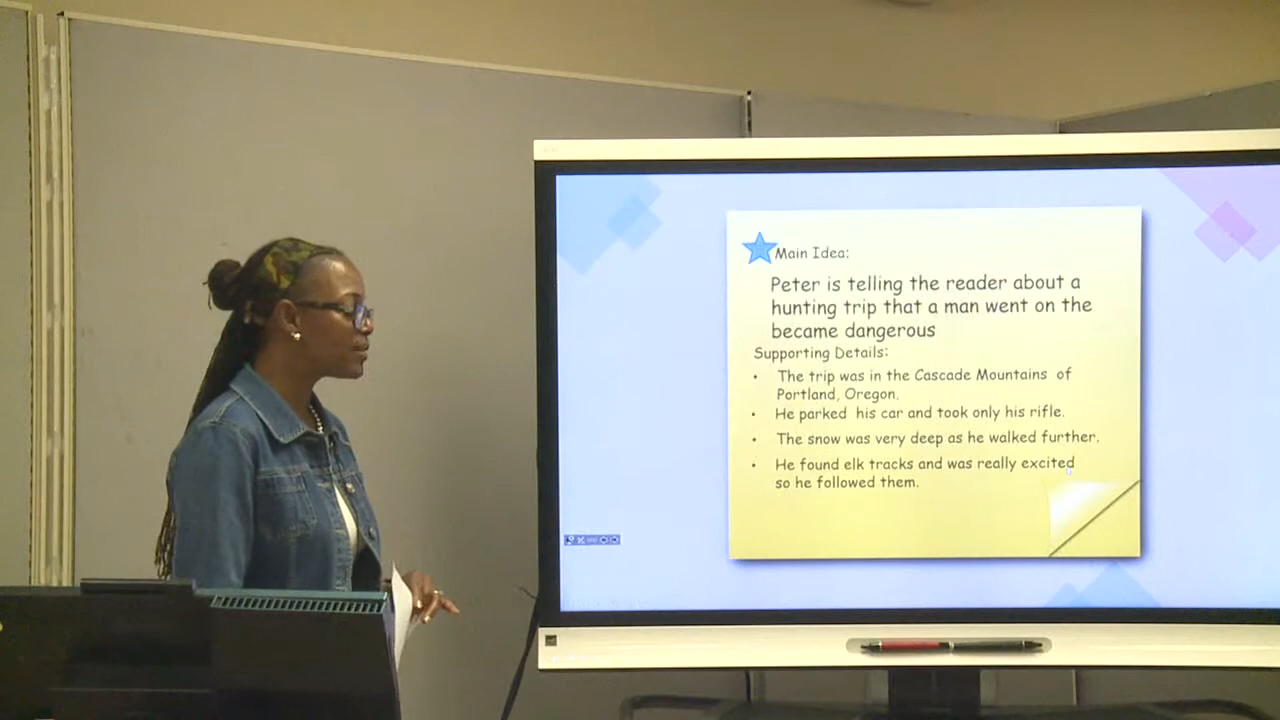 Main Idea:
Peter is telling the reader about a
hunting trip that a man went on the
became dangerous
Supporting Details:
• The trip was in the Cascade Mountains of
Portland, Oregon.
• He parked his car and took only his rifle.
• The snow was very deep as he walked further.
• He found elk tracks and was really excited
so he followed them.